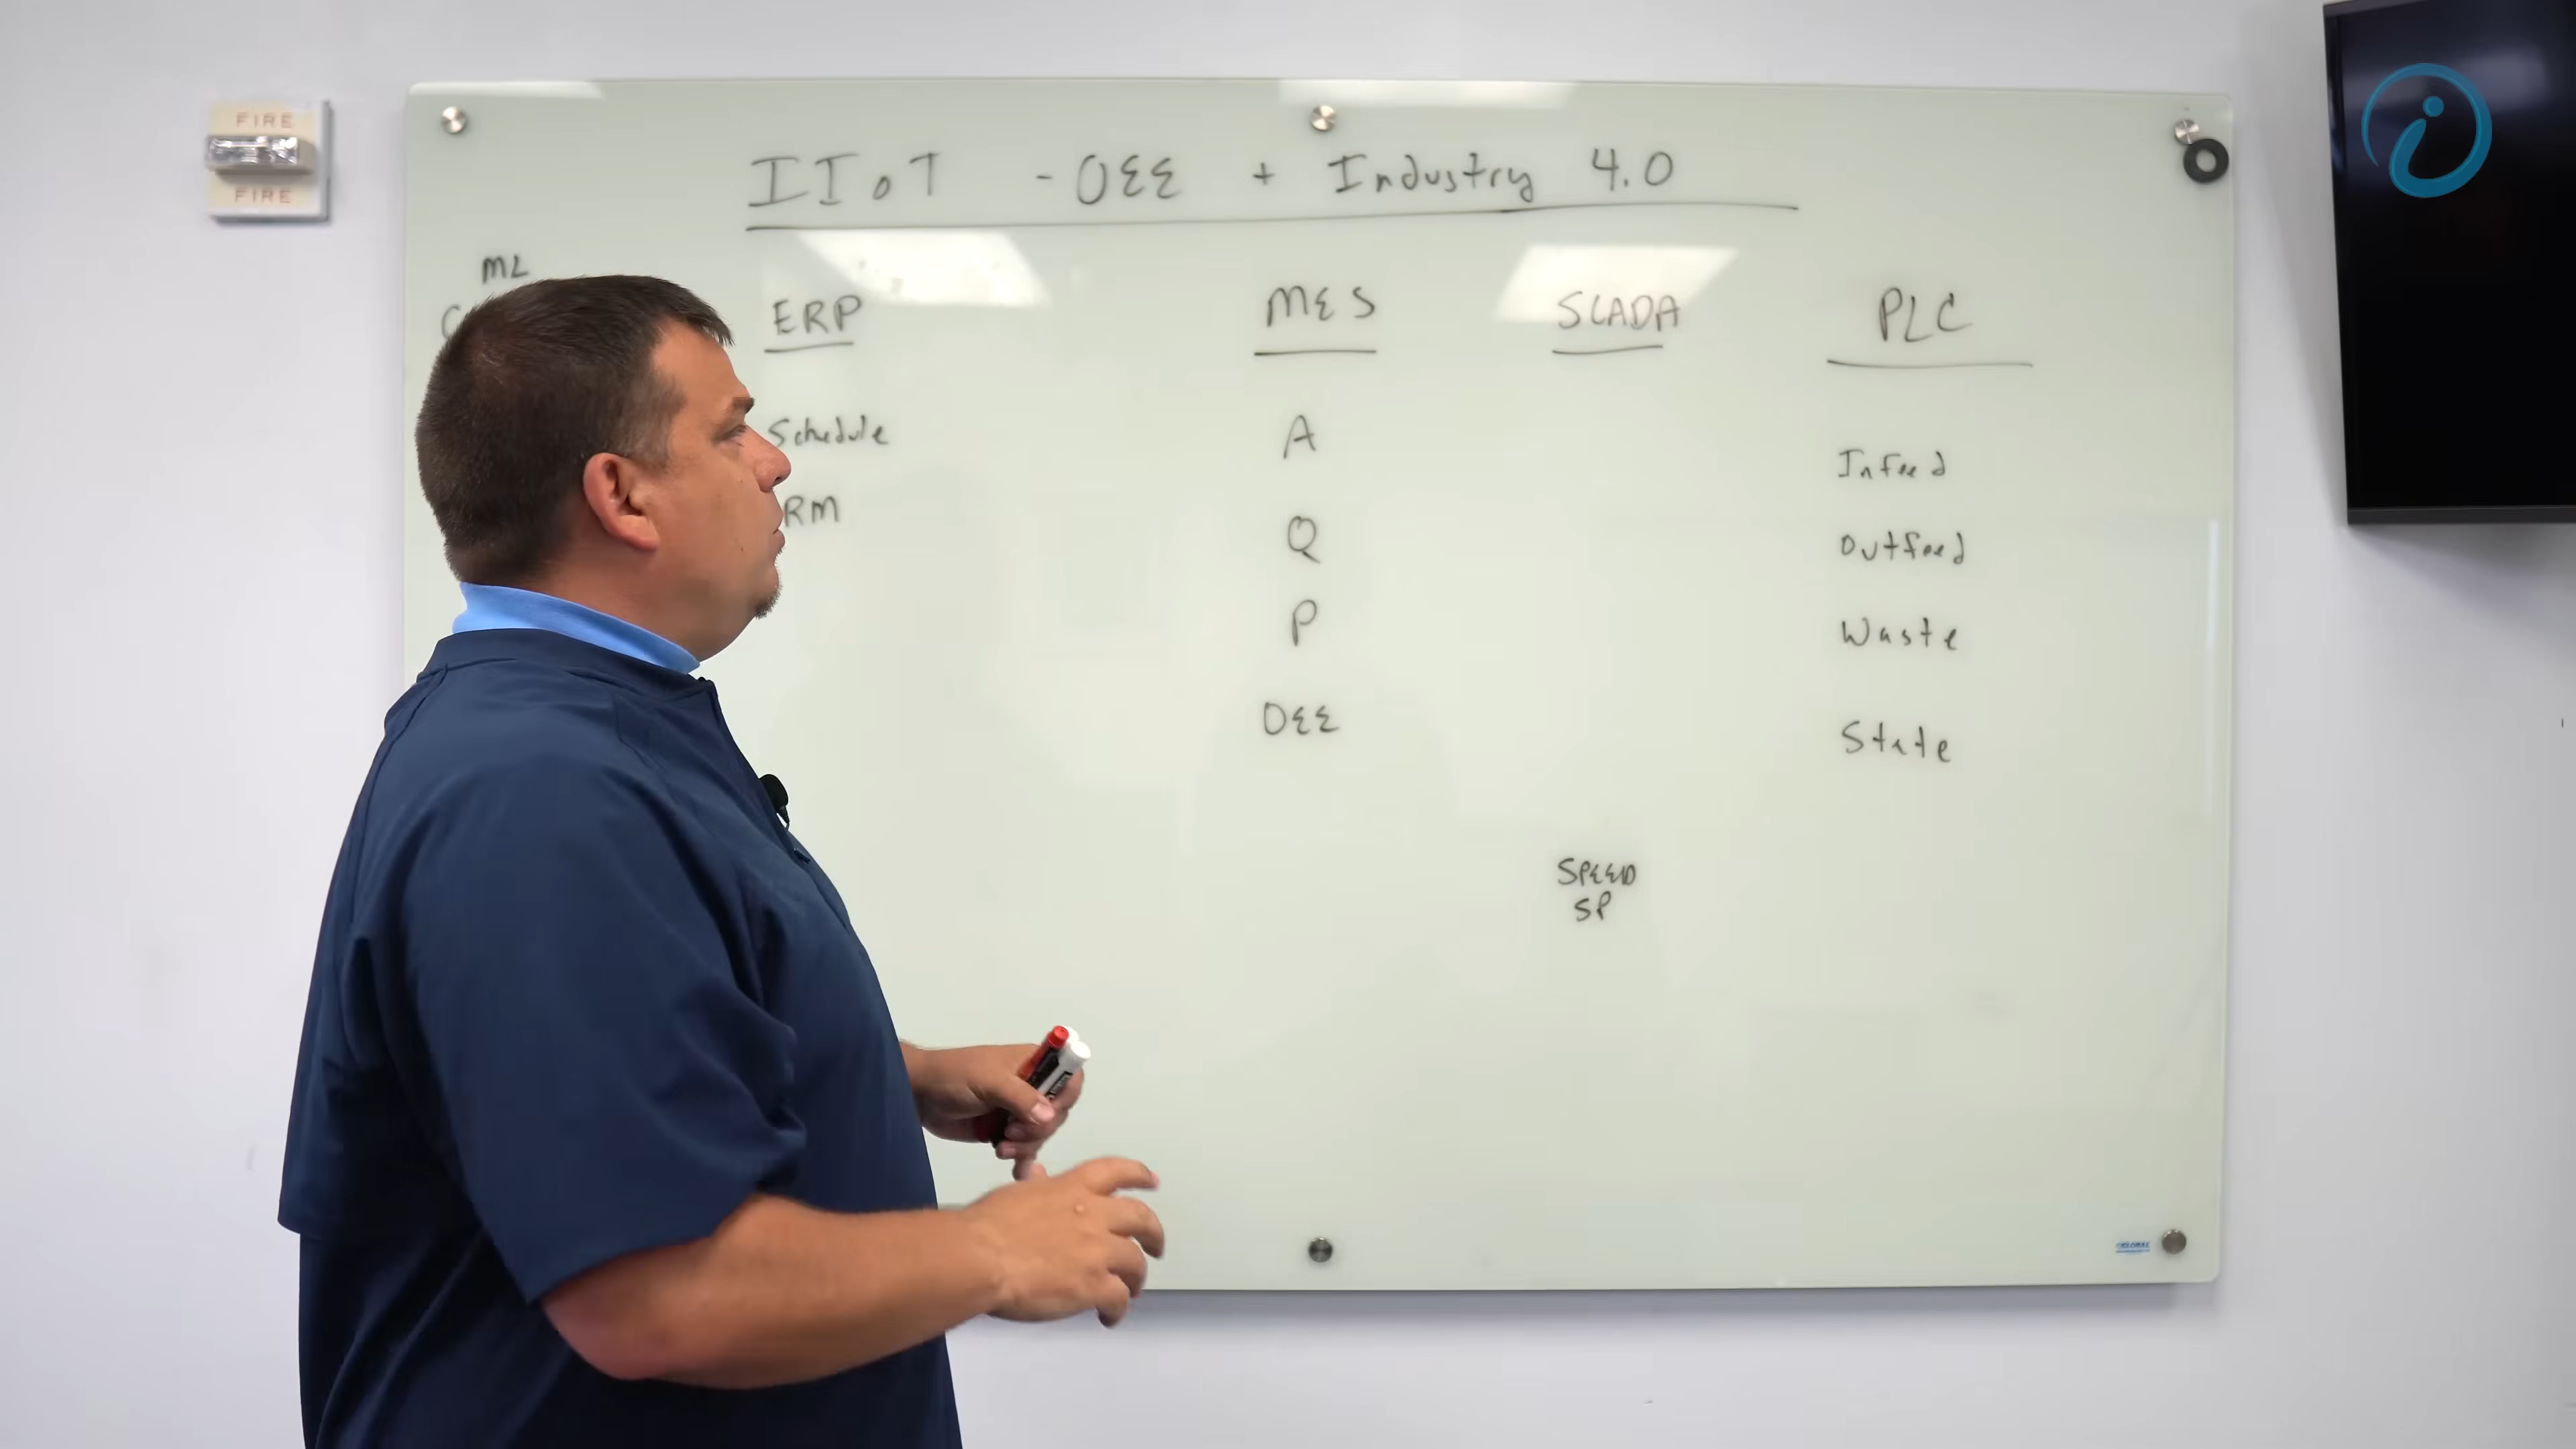 FIRE
FIRE
IIoT - OEE + Industry 4.0
ML
C
ERP
MES
SCADA
PLC
Schedule
RM
A
Q
P
OEE
Infeed
Outfeed
Waste
State
SPEED
SP